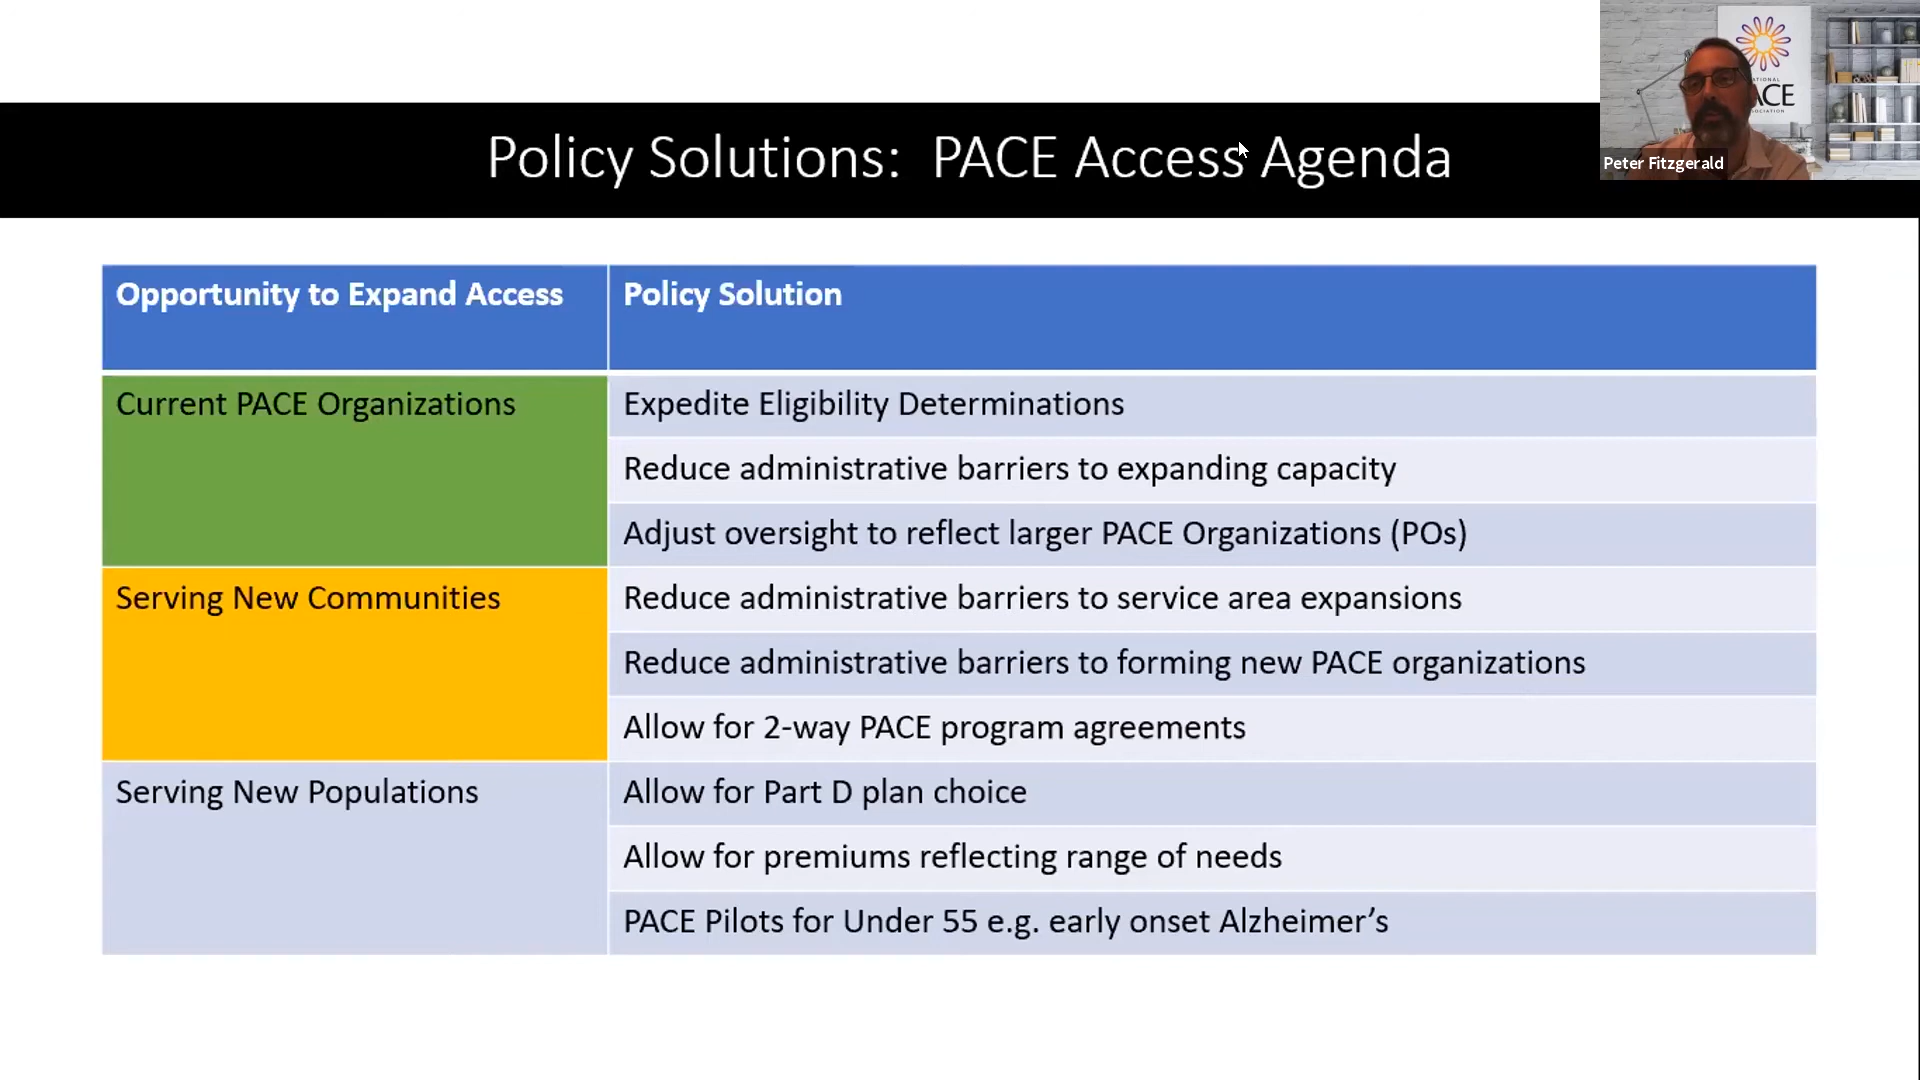 Policy Solutions: PACE Access Agenda
ATIONAL
ACE
SOCIATION
Peter Fitzgerald
Opportunity to Expand Access
Policy Solution
Current PACE Organizations
Expedite Eligibility Determinations
Reduce administrative barriers to expanding capacity
Adjust oversight to reflect larger PACE Organizations (POs)
Serving New Communities
Reduce administrative barriers to service area expansions
Reduce administrative barriers to forming new PACE organizations
Allow for 2-way PACE program agreements
Serving New Populations
Allow for Part D plan choice
Allow for premiums reflecting range of needs
PACE Pilots for Under 55 e.g. early onset Alzheimer’s